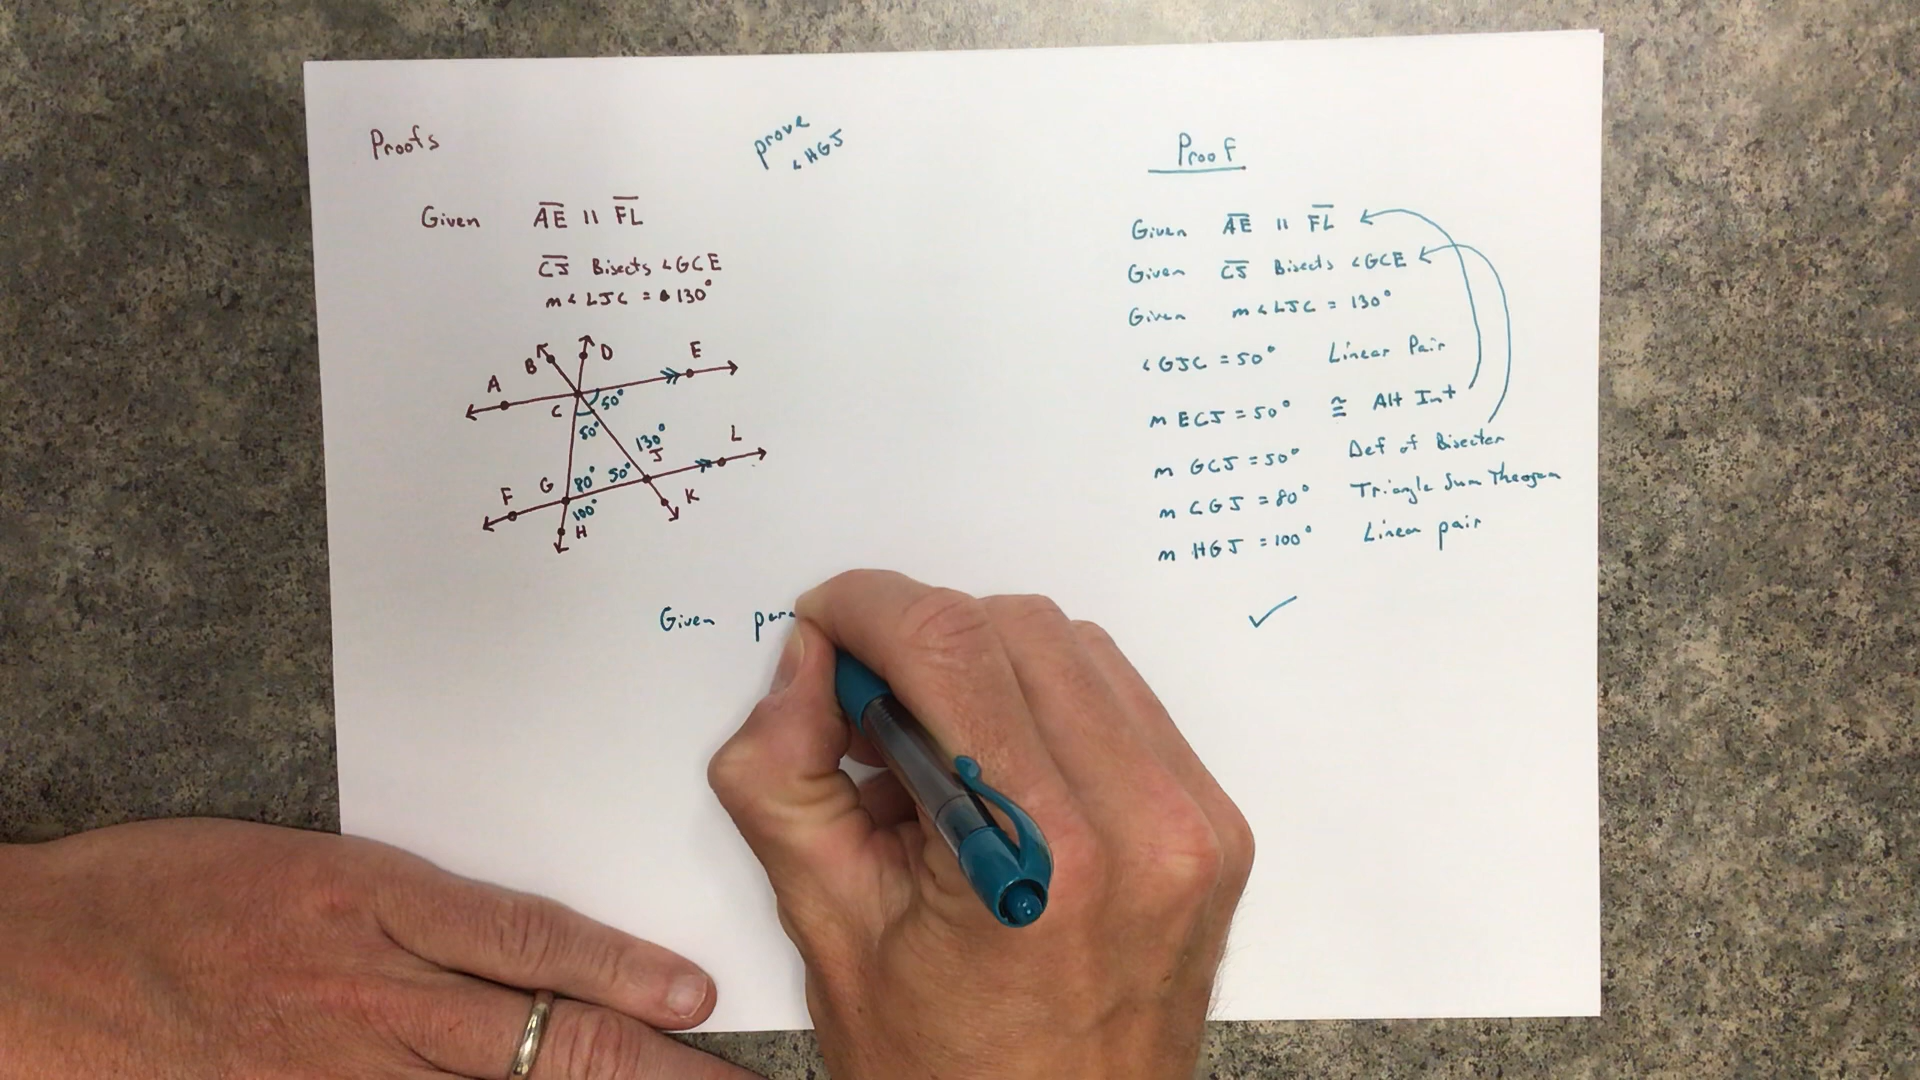 Proofs
prove
∠HGJ
Given AE || FL
CJ Bisects ∠GCE
m∠LJC = 130°
B
D
E
A
C
50°
50°
130°
J
L
F
G
80°
50°
K
100°
H
Given para
Proof
Given AE || FL
Given CJ Bisects ∠GCE
Given m∠LJC = 130°
∠GJC = 50° Linear Pair
m ECJ = 50° ≅ Alt Int
m GCJ = 50° Def of Bisecter
m CGJ = 80° Triangle Sum Theorem
m HGJ = 100° Linear pair